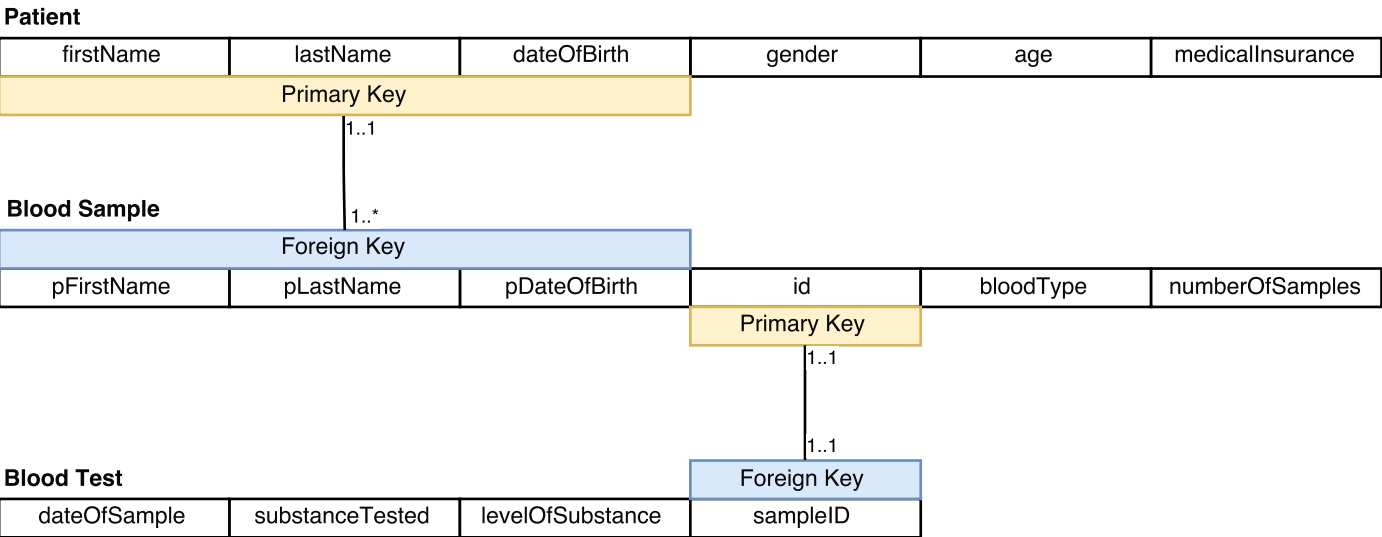 Patient
firstName lastName dateOfBirth gender age medicalInsurance
Primary Key
1..1
1..*
Blood Sample
Foreign Key
pFirstName pLastName pDateOfBirth id bloodType numberOfSamples
Primary Key
1..1
1..1
Foreign Key
Blood Test
dateOfSample substanceTested levelOfSubstance sampleID